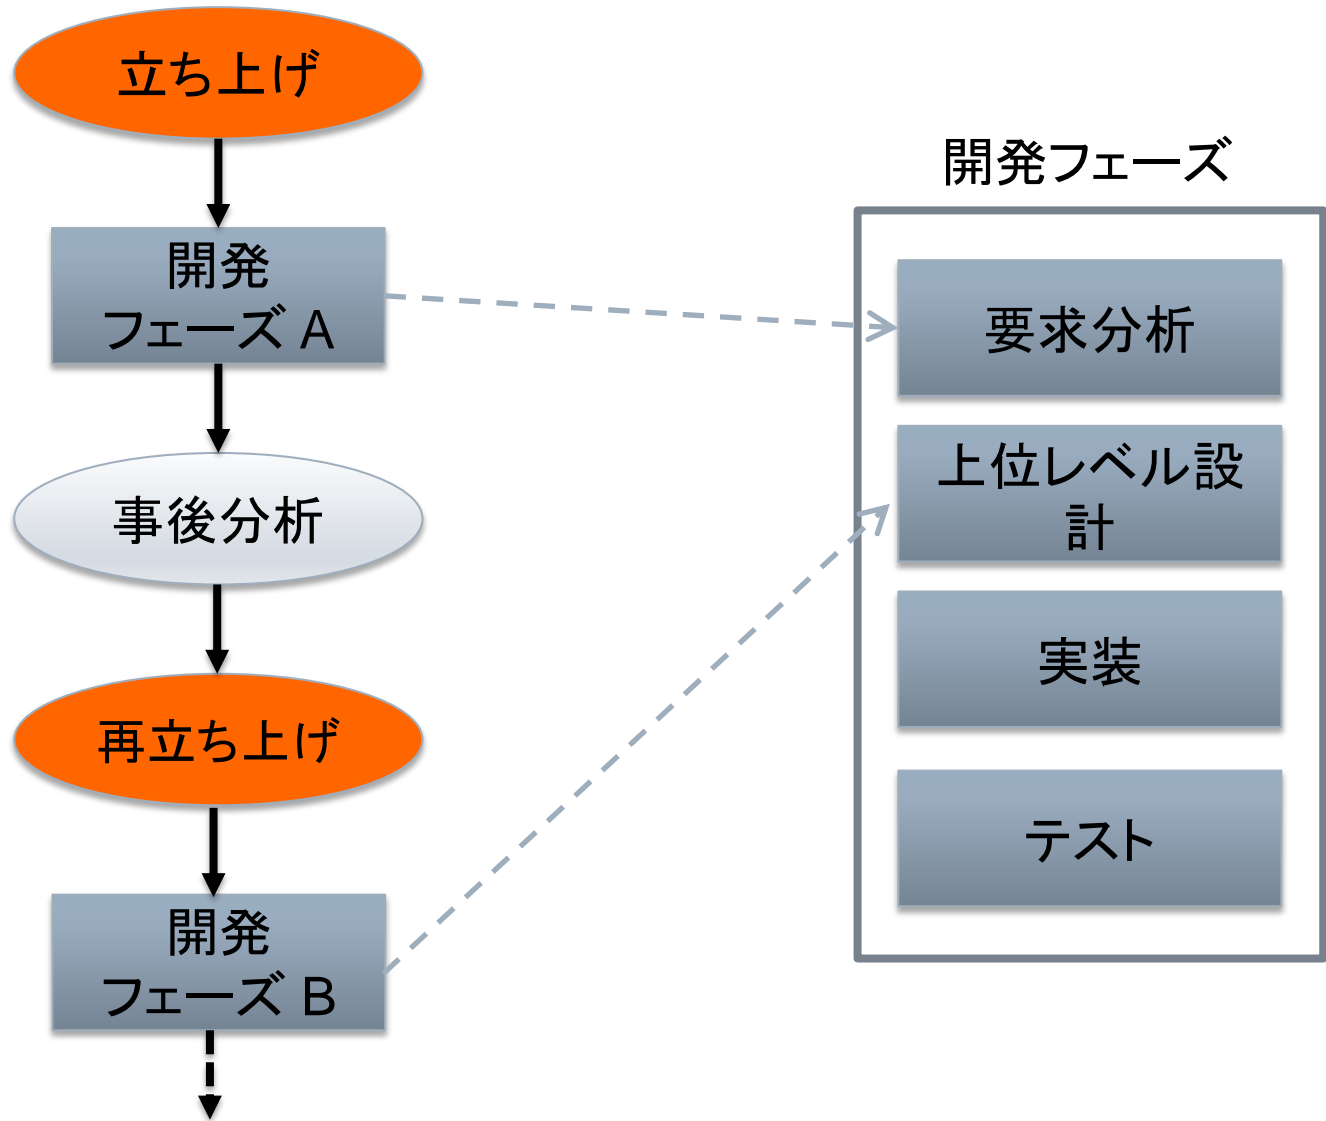 立ち上げ
開発
フェーズ A
事後分析
再立ち上げ
開発
フェーズ B
開発フェーズ
要求分析
上位レベル設
計
実装
テスト